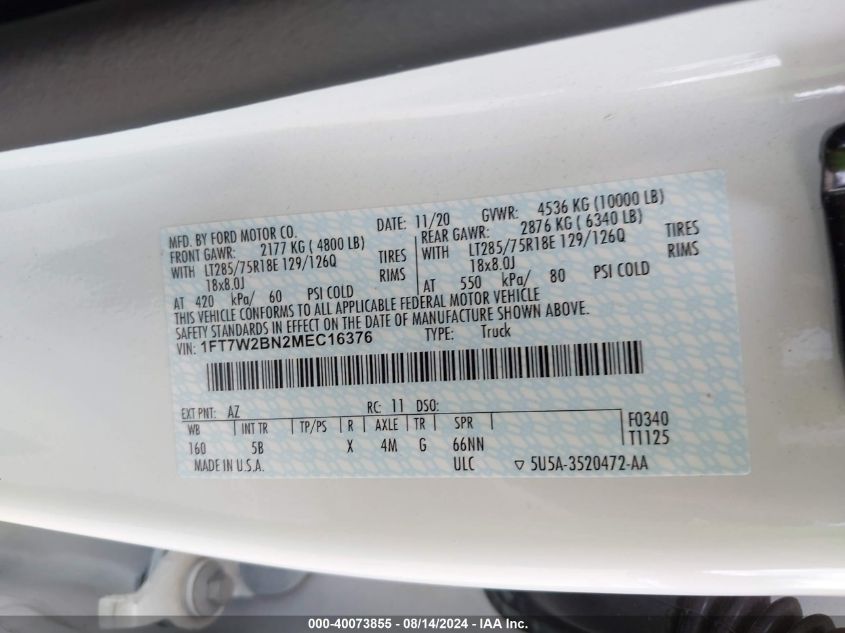 MFD. BY FORD MOTOR CO. DATE: 11/20 GVWR: 4536 KG (10000 LB)
FRONT GAWR: 2177 KG ( 4800 LB) REAR GAWR: 2876 KG ( 6340 LB)
WITH LT285/75R18E 129/126Q TIRES WITH LT285/75R18E 129/126Q TIRES
18x8.0J RIMS 18x8.0J RIMS
AT 420 kPa/ 60 PSI COLD AT 550 kPa/ 80 PSI COLD
THIS VEHICLE CONFORMS TO ALL APPLICABLE FEDERAL MOTOR VEHICLE
SAFETY STANDARDS IN EFFECT ON THE DATE OF MANUFACTURE SHOWN ABOVE.
VIN: 1FT7W2BN2MEC16376 TYPE: Truck
EXT PNT: AZ RC: 11 DSO:
WB INT TR TP/PS R AXLE TR SPR F0340
160 5B X 4M G 66NN T1125
MADE IN U.S.A. ULC ▽ 5U5A-3520472-AA
000-40073855 - 08/14/2024 - IAA Inc.